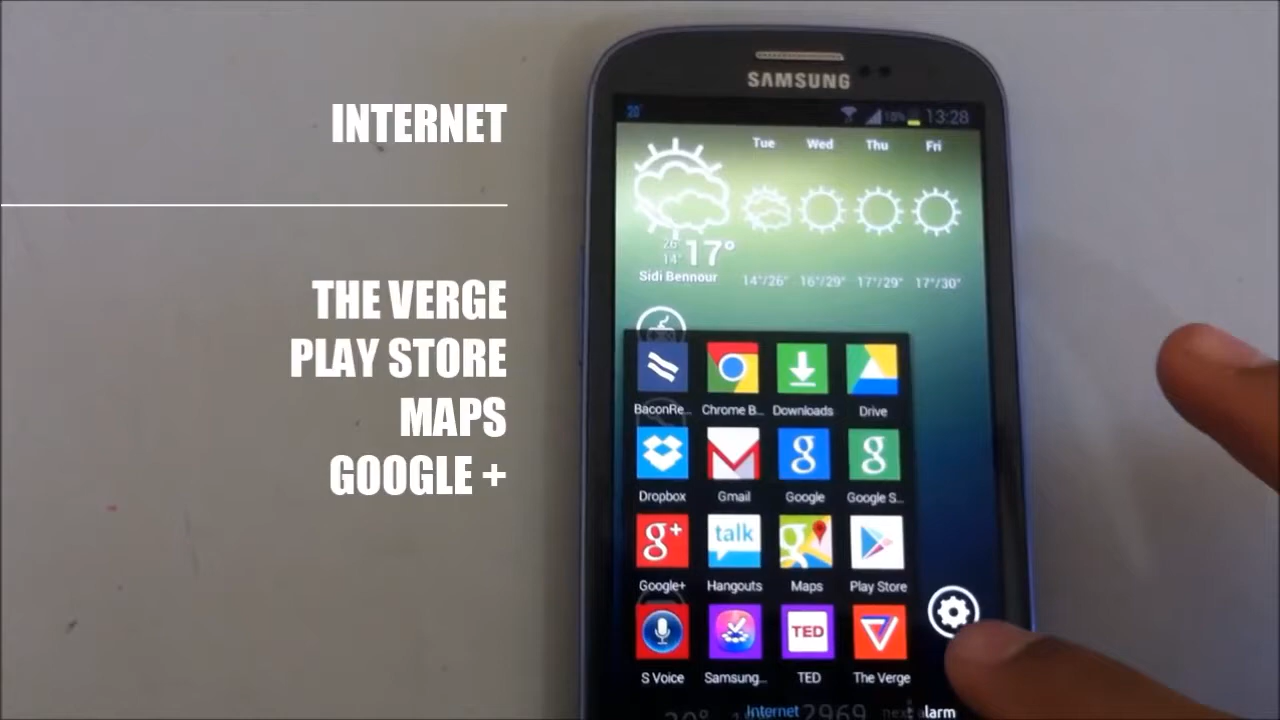 INTERNET
THE VERGE
PLAY STORE
MAPS
GOOGLE +
SAMSUNG
13:28
Tue Wed Thu Fri
26°
14° 17°
Sidi Bennour
14°/26° 16°/29° 17°/29° 17°/30°
BaconRe... Chrome B... Downloads Drive
Dropbox Gmail Google Google S...
talk
Google+ Hangouts Maps Play Store
TED
S Voice Samsung... TED The Verge
Internet 2969 alarm